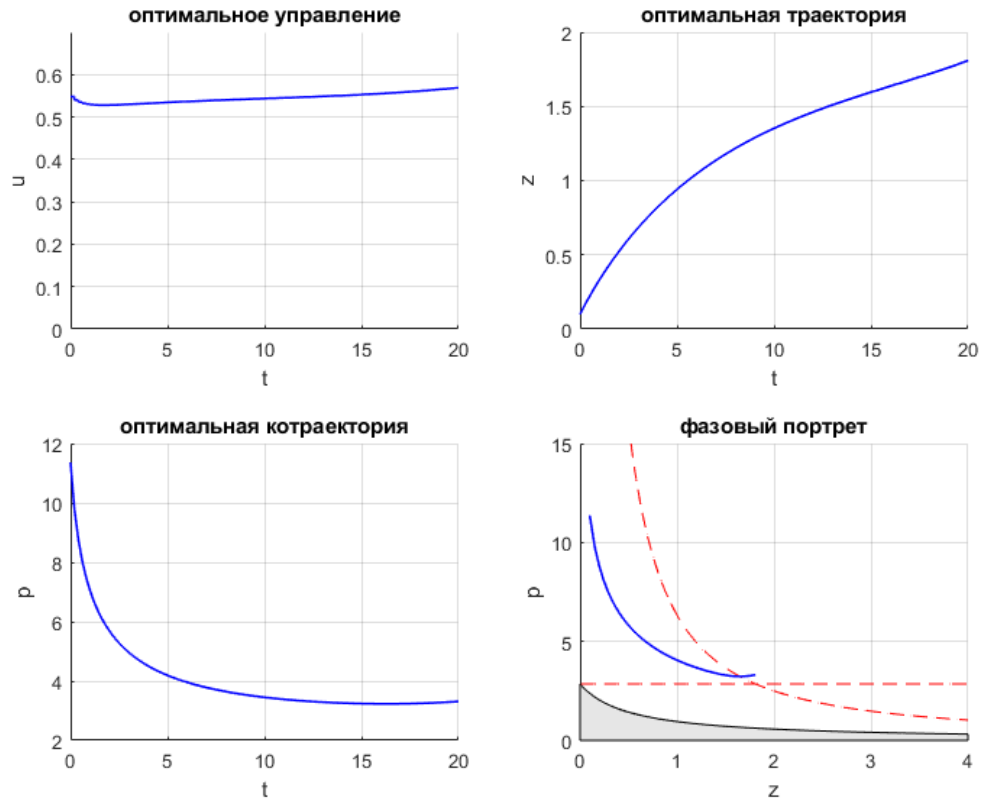 оптимальное управление
0.6
0.5
0.4
0.3
0.2
0.1
0
u
0 5 10 15 20
t
оптимальная траектория
2
1.5
1
0.5
0
z
0 5 10 15 20
t
оптимальная котраектория
12
10
8
6
4
2
p
0 5 10 15 20
t
фазовый портрет
15
10
5
0
p
0 1 2 3 4
z